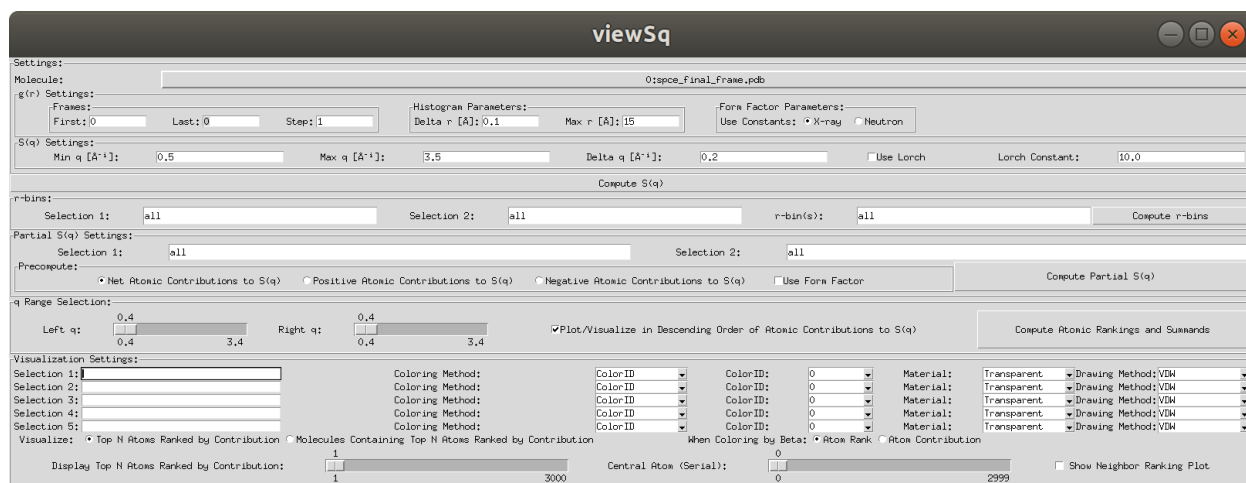 viewSq
Settings:
Molecule: 0:spce_final_frame.pdb
g(r) Settings:
Frames: Histogram Parameters: Form Factor Parameters:
First: 0 Last: 0 Step: 1 Delta r [Å]: 0.1 Max r [Å]: 15 Use Constants: X-ray Neutron
S(q) Settings:
Min q [Å⁻¹]: 0.5 Max q [Å⁻¹]: 3.5 Delta q [Å⁻¹]: 0.2 Use Lorch Lorch Constant: 10.0
Compute S(q)
r-bins:
Selection 1: all Selection 2: all r-bin(s): all Compute r-bins
Partial S(q) Settings:
Selection 1: all Selection 2: all
Precompute:
Net Atomic Contributions to S(q) Positive Atomic Contributions to S(q) Negative Atomic Contributions to S(q) Use Form Factor Compute Partial S(q)
q Range Selection:
0.4 0.4
Left q: Right q: Plot/Visualize in Descending Order of Atomic Contributions to S(q) Compute Atomic Rankings and Summands
0.4 3.4 0.4 3.4
Visualization Settings:
Selection 1: Coloring Method: ColorID ColorID: 0 Material: Transparent Drawing Method: VDW
Selection 2: Coloring Method: ColorID ColorID: 0 Material: Transparent Drawing Method: VDW
Selection 3: Coloring Method: ColorID ColorID: 0 Material: Transparent Drawing Method: VDW
Selection 4: Coloring Method: ColorID ColorID: 0 Material: Transparent Drawing Method: VDW
Selection 5: Coloring Method: ColorID ColorID: 0 Material: Transparent Drawing Method: VDW
Visualize: Top N Atoms Ranked by Contribution Molecules Containing Top N Atoms Ranked by Contribution When Coloring by Beta: Atom Rank Atom Contribution
1 0
Display Top N Atoms Ranked by Contribution: Central Atom (Serial): Show Neighbor Ranking Plot
1 3000 0 2999